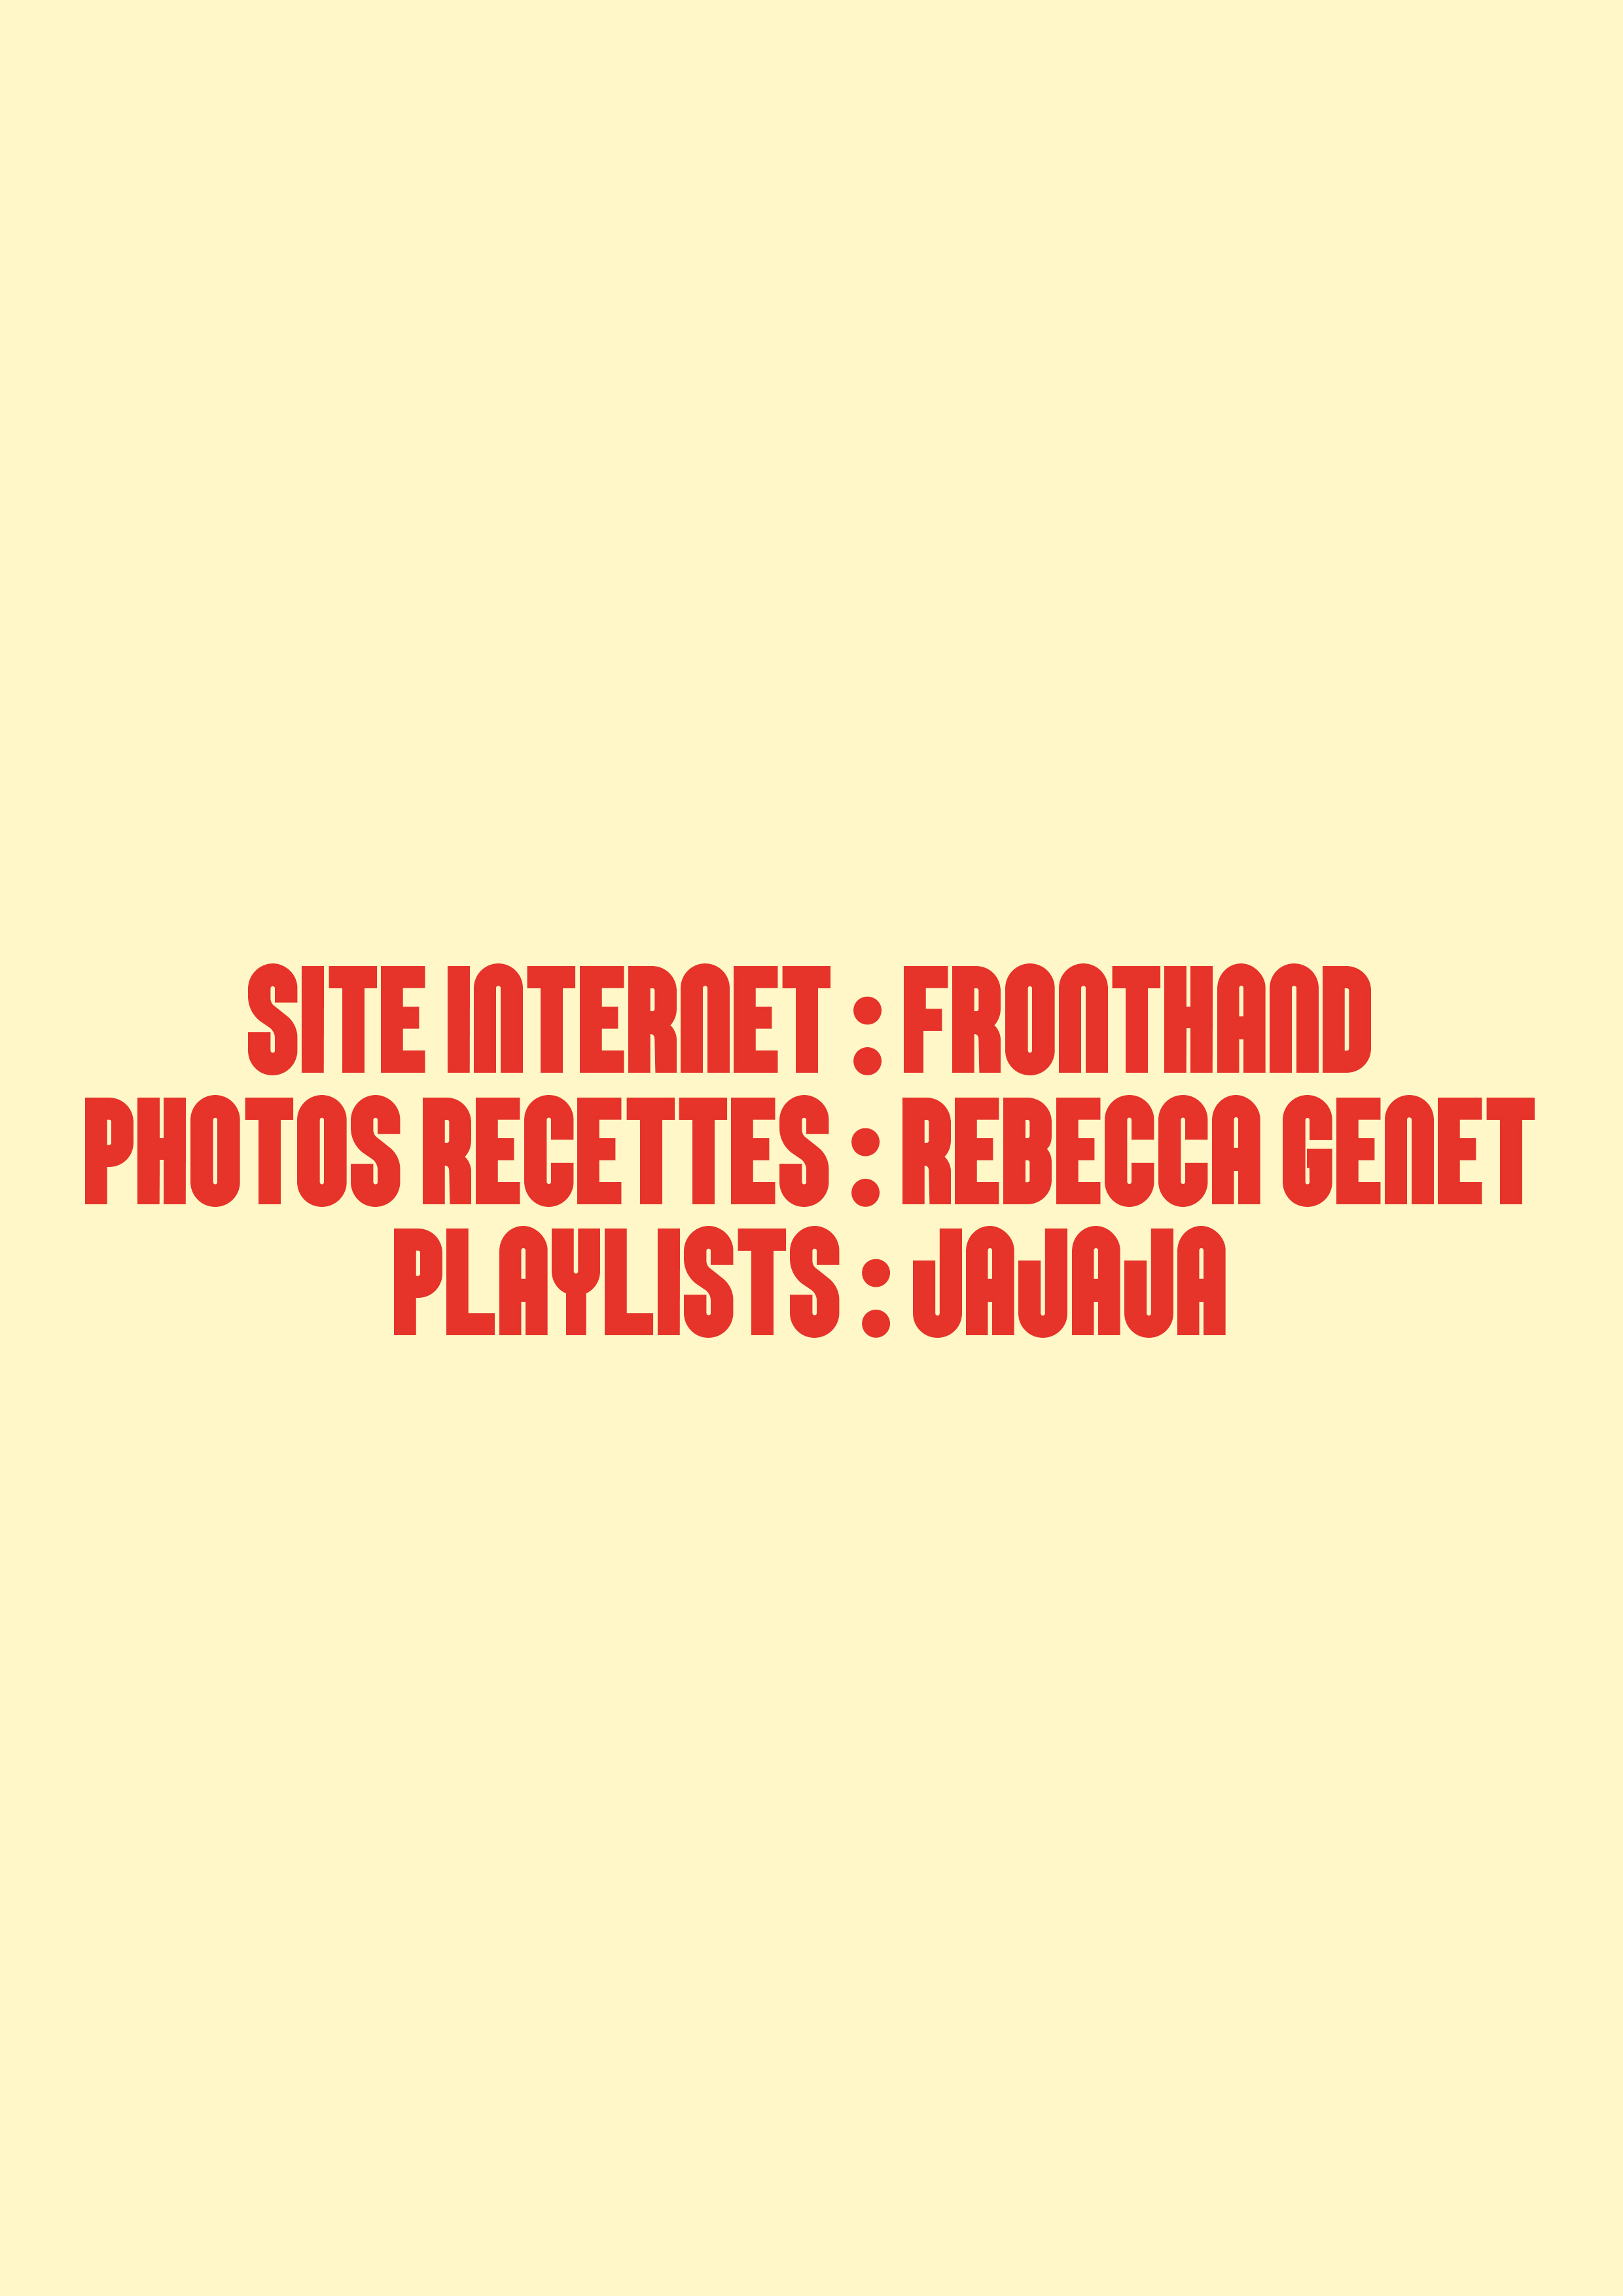 SITE INTERNET : FRONTHAND
PHOTOS RECETTES : REBECCA GENET
PLAYLISTS : JAJAJA